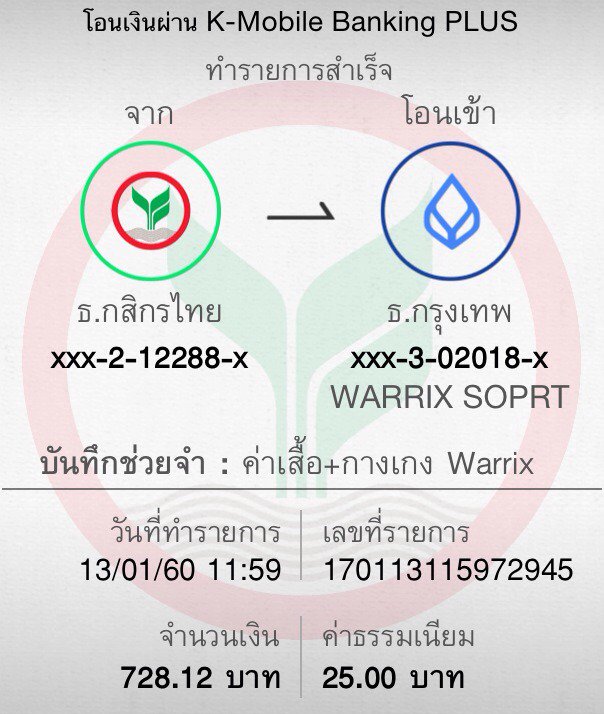 โอนเงินผ่าน K-Mobile Banking PLUS
ทำรายการสำเร็จ
จาก โอนเข้า
ธ.กสิกรไทย ธ.กรุงเทพ
xxx-2-12288-x xxx-3-02018-x
WARRIX SOPRT
บันทึกช่วยจำ : ค่าเสื้อ+กางเกง Warrix
วันที่ทำรายการ เลขที่รายการ
13/01/60 11:59 170113115972945
จำนวนเงิน ค่าธรรมเนียม
728.12 บาท 25.00 บาท